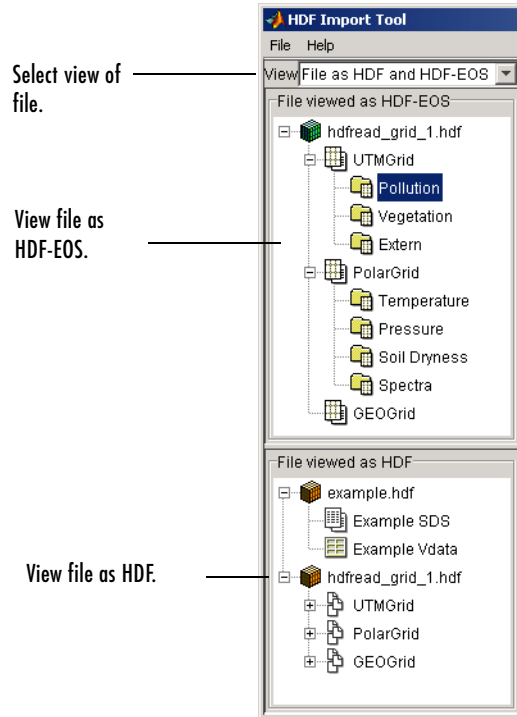 HDF Import Tool
File Help
Select view of
file.
View File as HDF and HDF-EOS
File viewed as HDF-EOS
hdfread_grid_1.hdf
UTMGrid
Pollution
Vegetation
View file as
HDF-EOS.
Extern
PolarGrid
Temperature
Pressure
Soil Dryness
Spectra
GEOGrid
File viewed as HDF
example.hdf
Example SDS
Example Vdata
View file as HDF.
hdfread_grid_1.hdf
UTMGrid
PolarGrid
GEOGrid